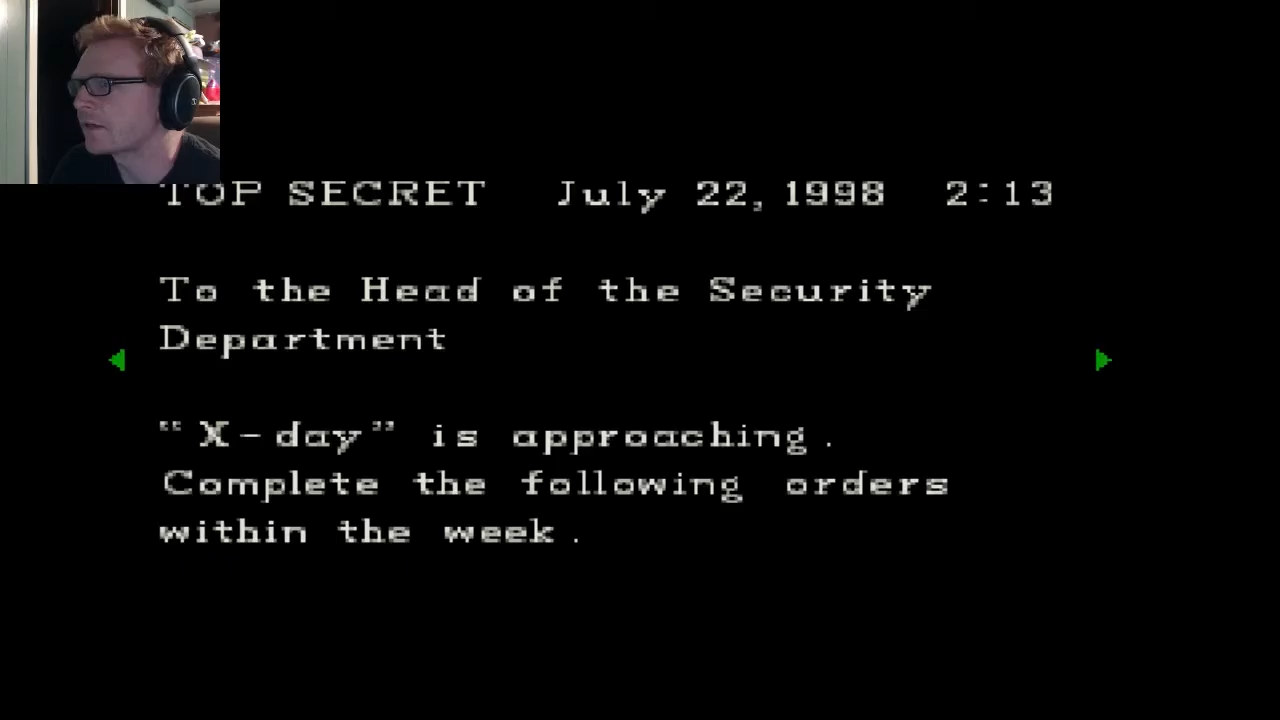 TOP SECRET July 22, 1998 2:13
To the Head of the Security
Department
"X-day" is approaching.
Complete the following orders
within the week.